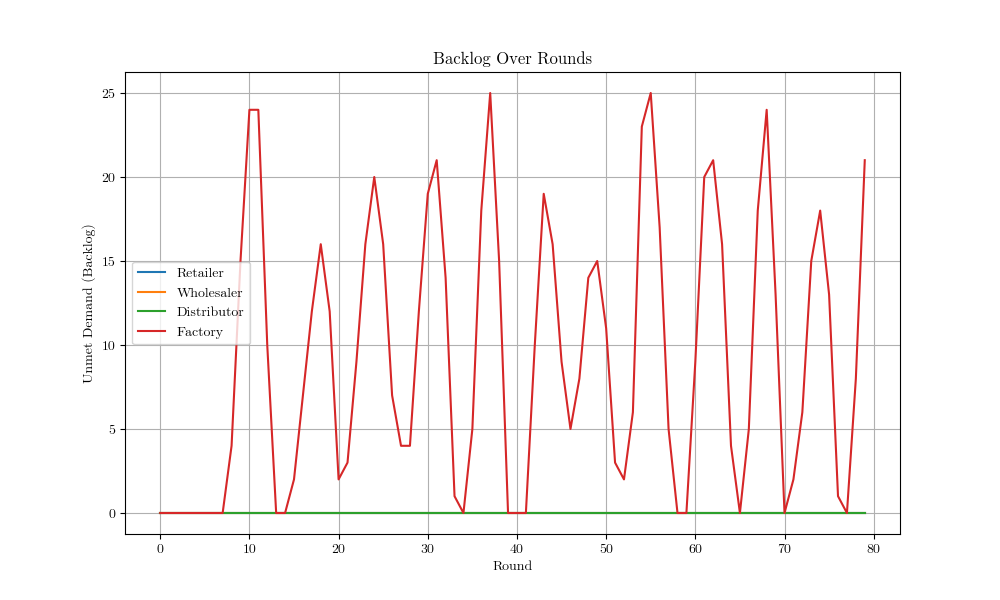 Backlog Over Rounds
Unmet Demand (Backlog)
25
20
15
10
5
0
Retailer
Wholesaler
Distributor
Factory
0 10 20 30 40 50 60 70 80
Round